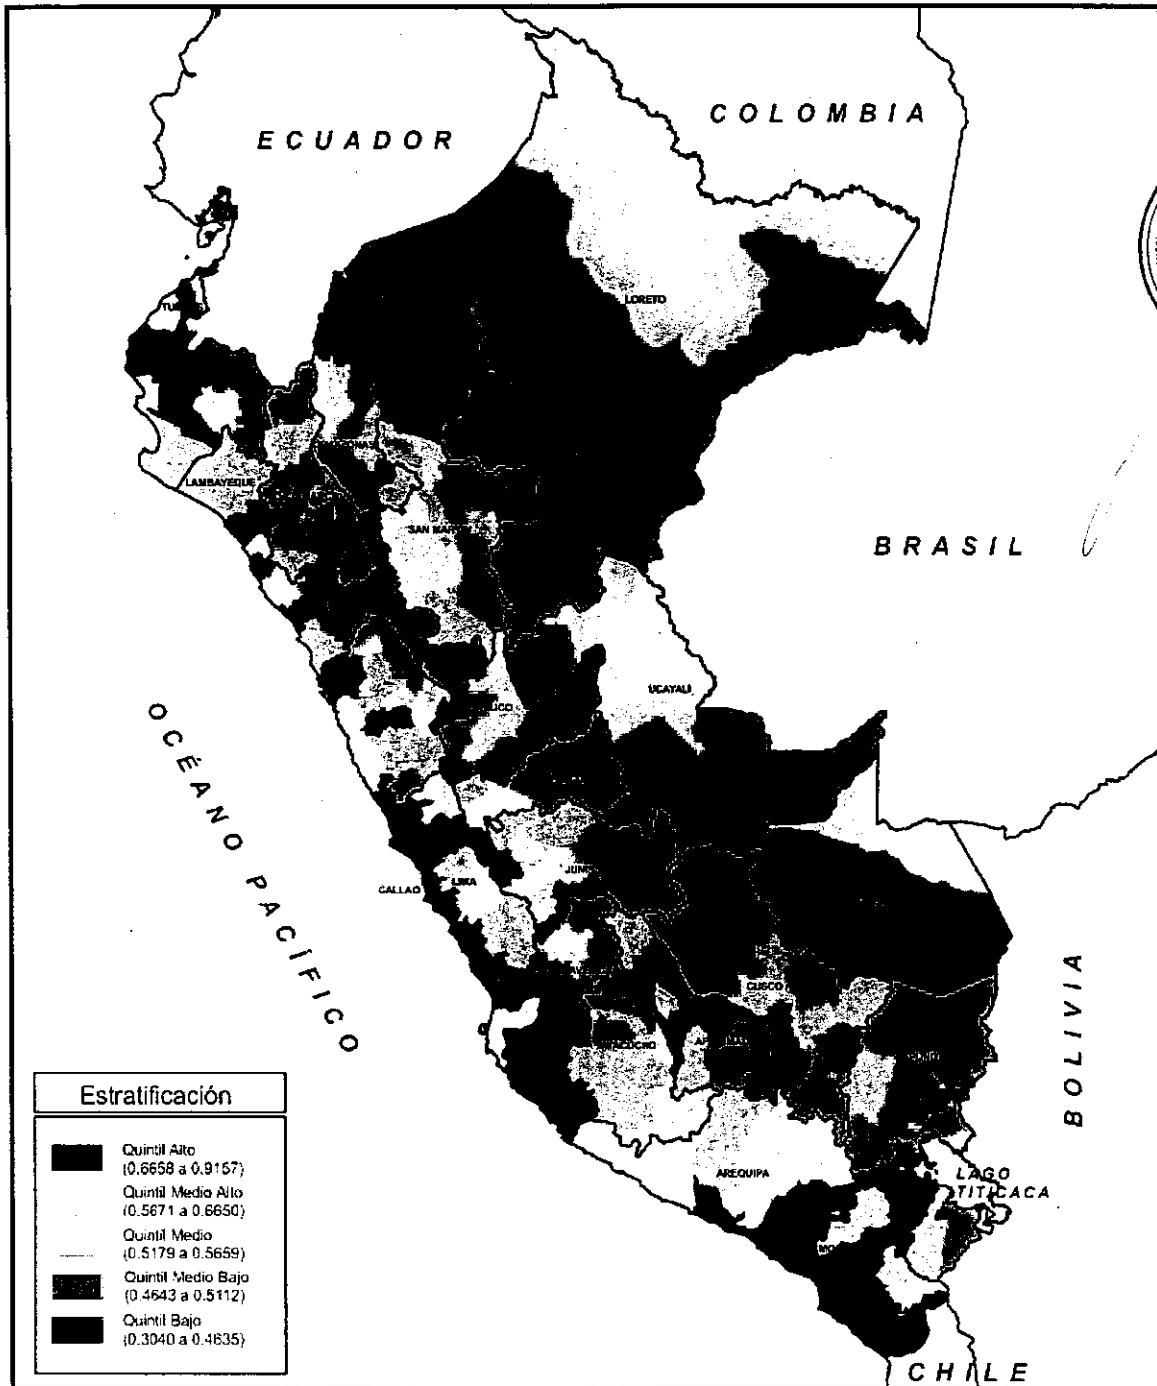 COLOMBIA
ECUADOR
LORETO
LAMBAYEQUE
BRASIL
UCAYALI
OCÉANO PACÍFICO
CALLAO
LIMA
CUSCO
BOLIVIA
AREQUIPA
LAGO
TITICACA
CHILE
Estratificación
Quintil Alto
(0.6658 a 0.9157)
Quintil Medio Alto
(0.5671 a 0.6650)
Quintil Medio
(0.5179 a 0.5659)
Quintil Medio Bajo
(0.4643 a 0.5112)
Quintil Bajo
(0.3040 a 0.4635)